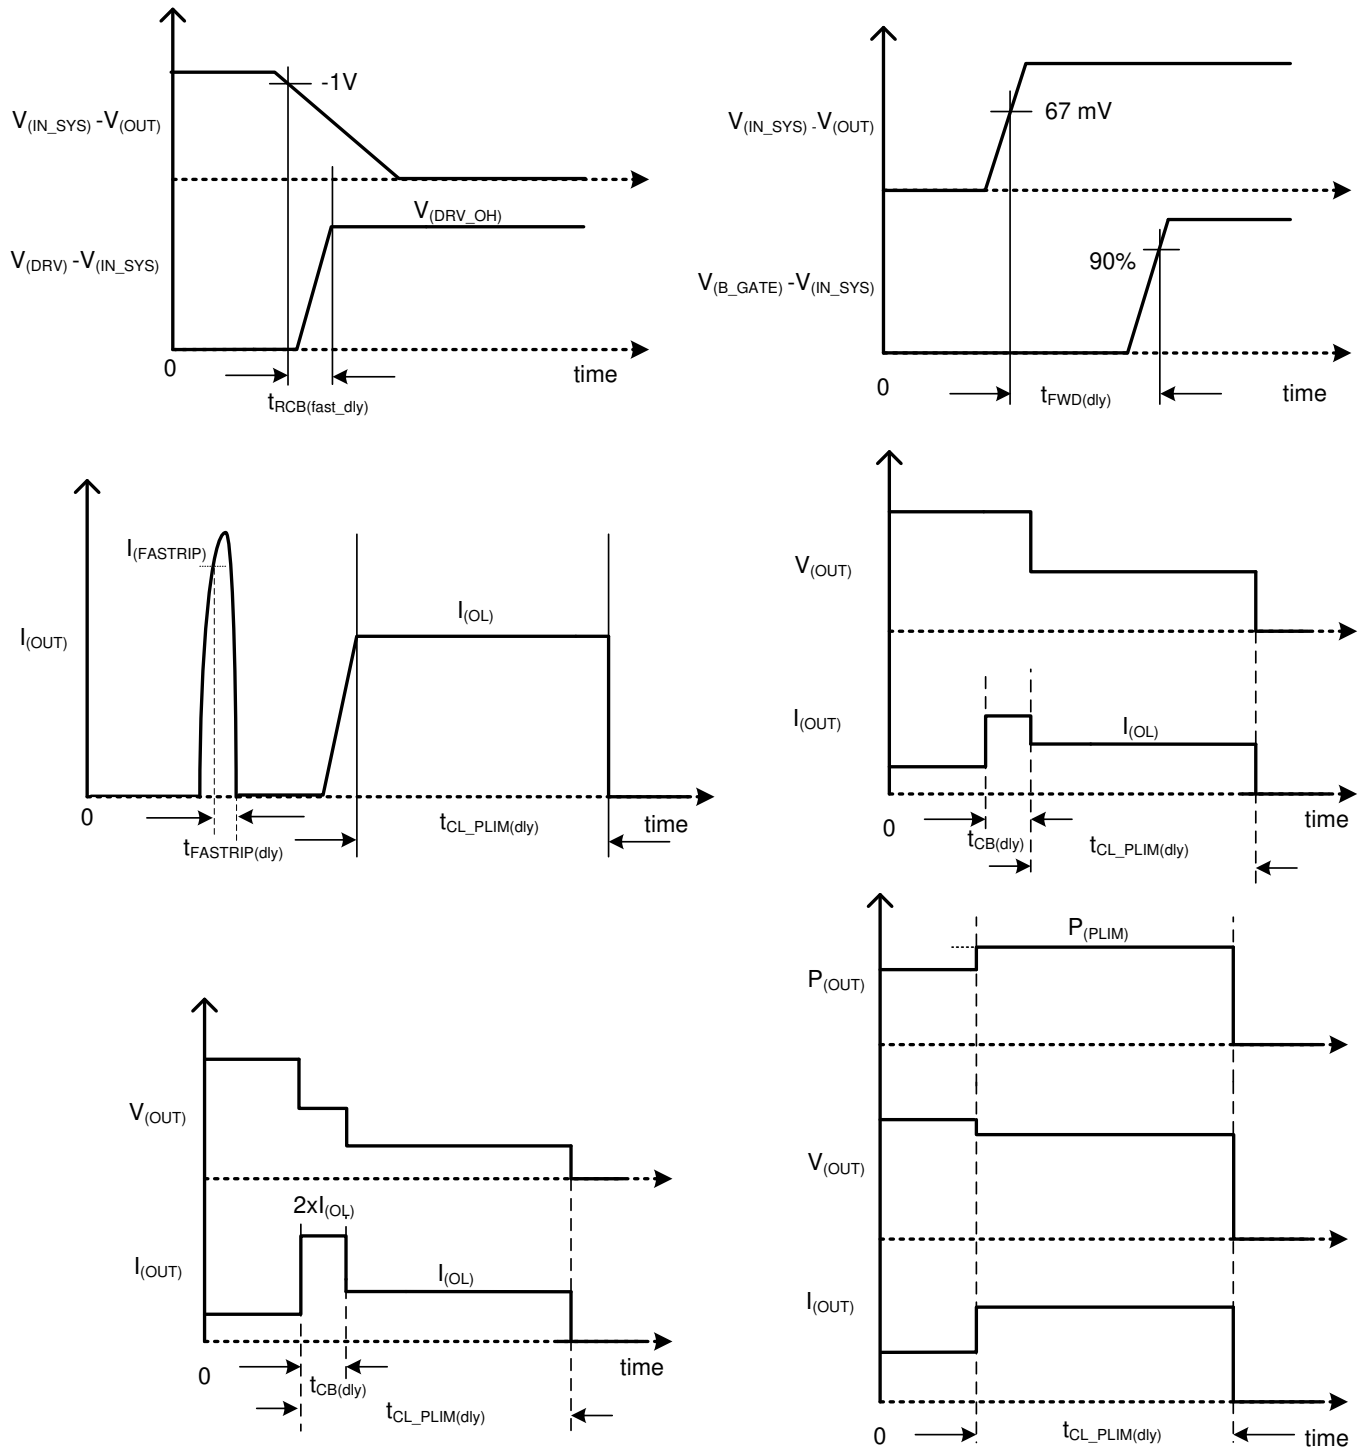 -1V
V(IN_SYS) -V(OUT)
V(DRV_OH)
V(DRV) -V(IN_SYS)
0
time
tRCB(fast_dly)
67 mV
V(IN_SYS) -V(OUT)
90%
V(B_GATE) -V(IN_SYS)
0
tFWD(dly)
time
I(FASTRIP)
I(OUT)
I(OL)
0
tFASTRIP(dly)
tCL_PLIM(dly)
time
V(OUT)
I(OUT)
I(OL)
0
time
tCB(dly)
tCL_PLIM(dly)
V(OUT)
2xI(OL)
I(OUT)
I(OL)
0
time
tCB(dly)
tCL_PLIM(dly)
P(PLIM)
P(OUT)
V(OUT)
I(OUT)
0
tCL_PLIM(dly)
time